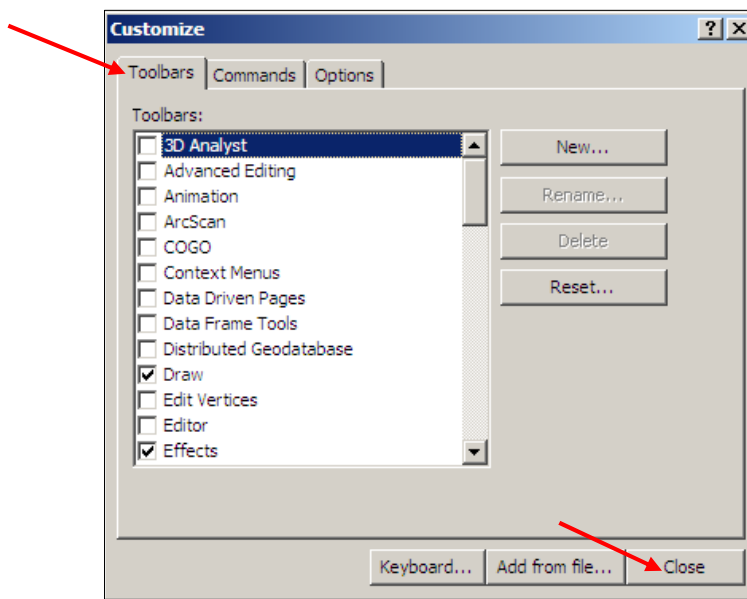 Customize
Toolbars Commands Options
Toolbars:
3D Analyst
Advanced Editing
Animation
ArcScan
COGO
Context Menus
Data Driven Pages
Data Frame Tools
Distributed Geodatabase
Draw
Edit Vertices
Editor
Effects
New...
Rename...
Delete
Reset...
Keyboard... Add from file... Close